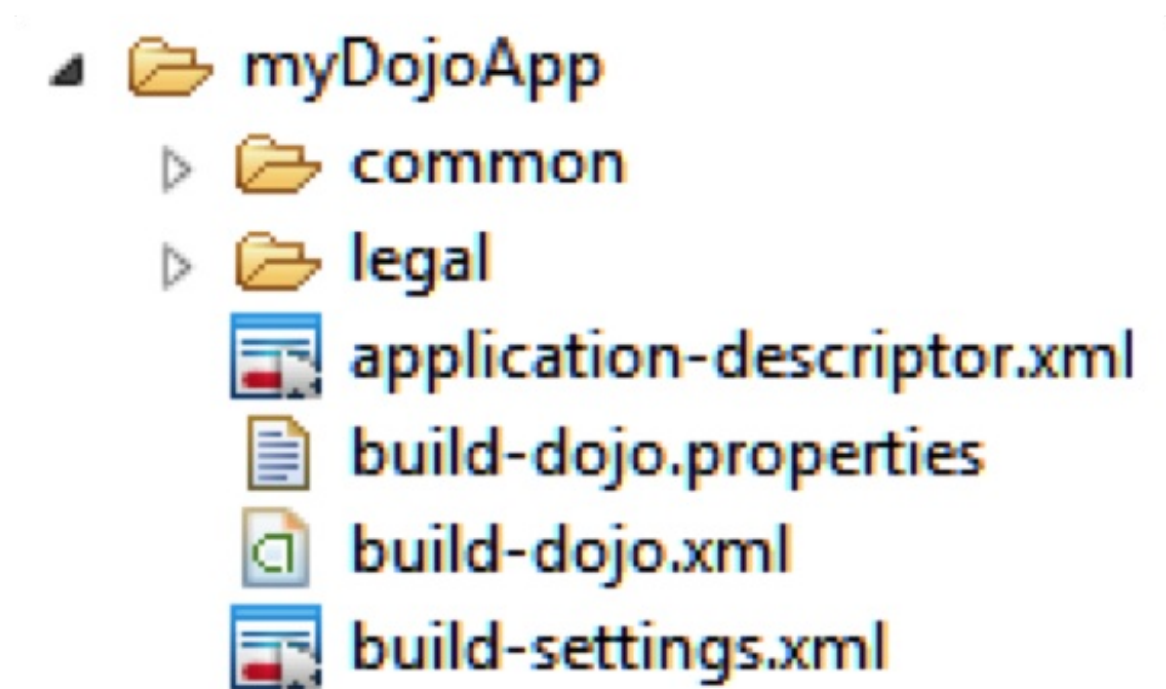 myDojoApp
common
legal
application-descriptor.xml
build-dojo.properties
build-dojo.xml
build-settings.xml